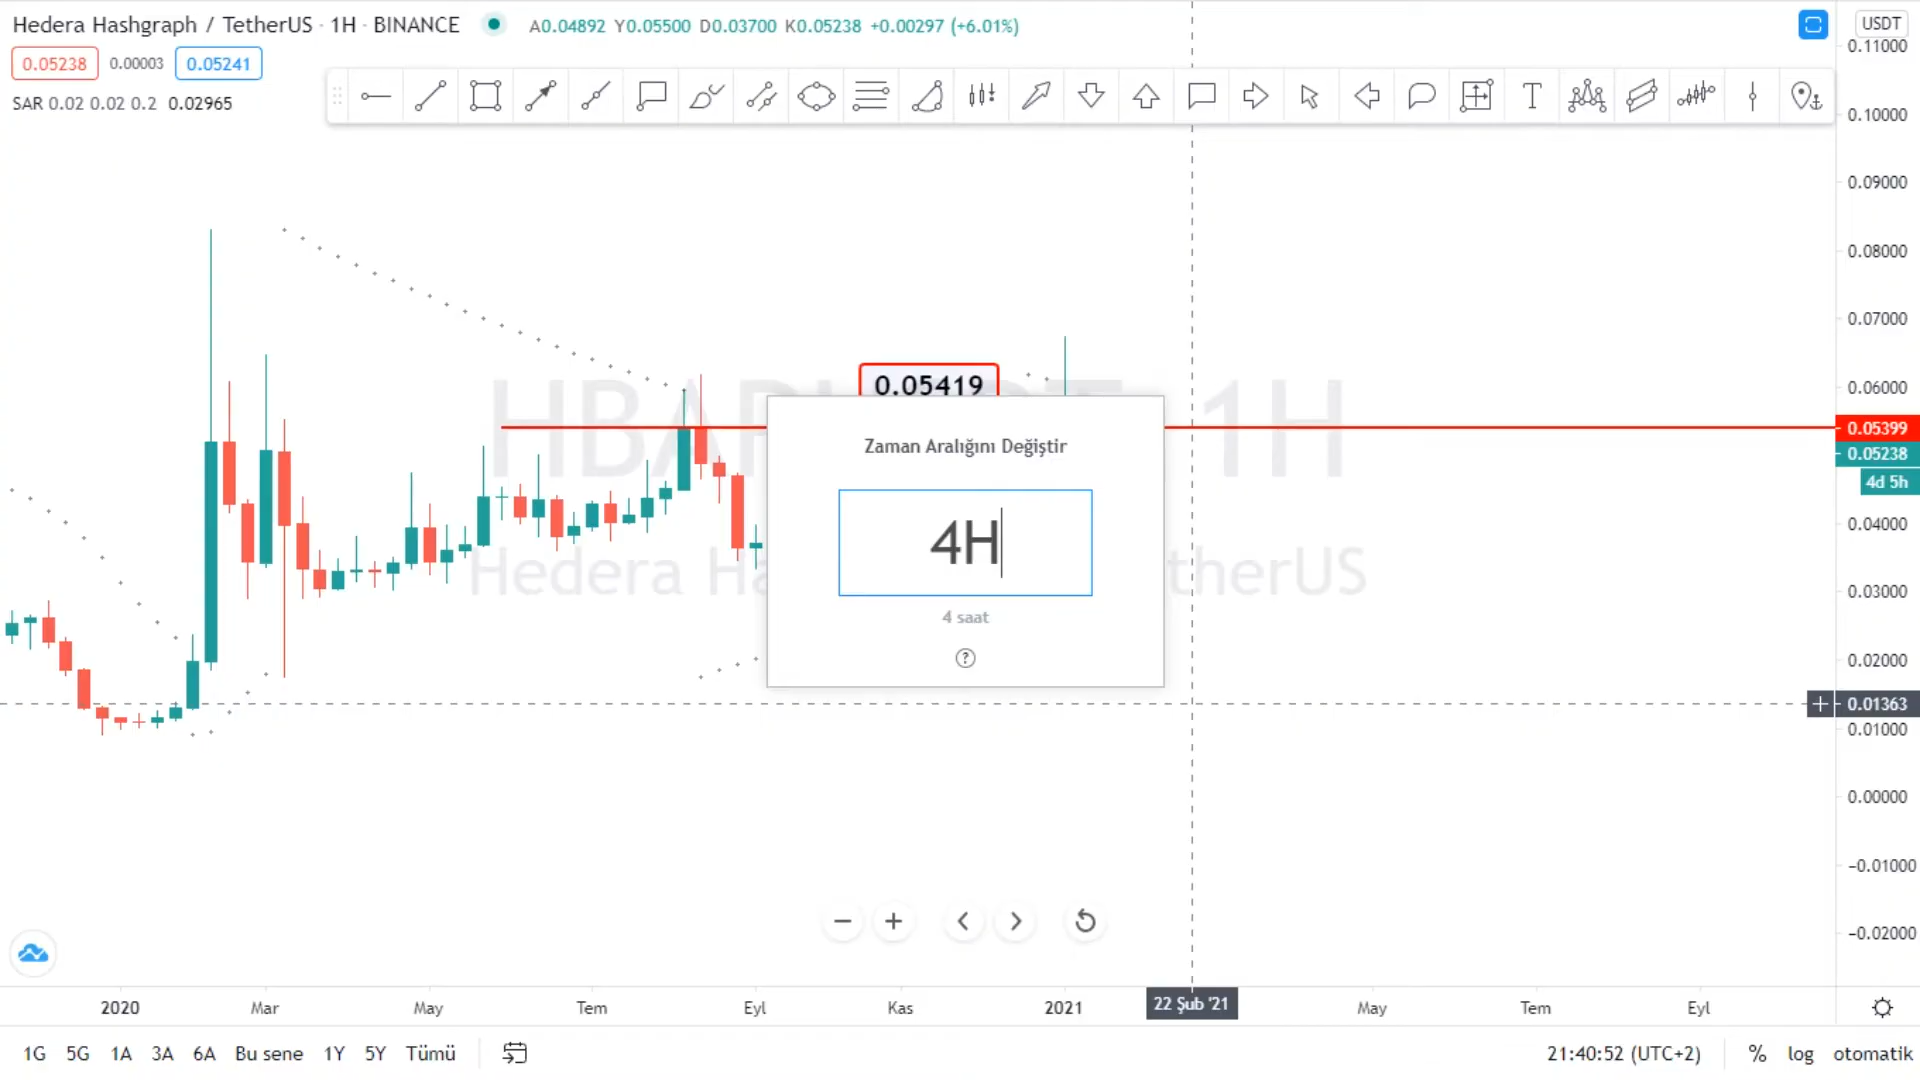 Hedera Hashgraph / TetherUS · 1H · BINANCE
A0.04892 Y0.05500 D0.03700 K0.05238 +0.00297 (+6.01%)
USDT
0.05238 0.00003 0.05241
SAR 0.02 0.02 0.2 0.02965
0.11000
0.10000
0.09000
0.08000
0.07000
0.06000
0.05399
0.05238
4d 5h
0.04000
0.03000
0.02000
0.01363
0.01000
0.00000
−0.01000
−0.02000
0.05419
1H
Hedera
therUS
Zaman Aralığını Değiştir
4H
4 saat
2020 Mar May Tem Eyl Kas 2021 22 Şub '21 May Tem Eyl
1G 5G 1A 3A 6A Bu sene 1Y 5Y Tümü
21:40:52 (UTC+2) % log otomatik